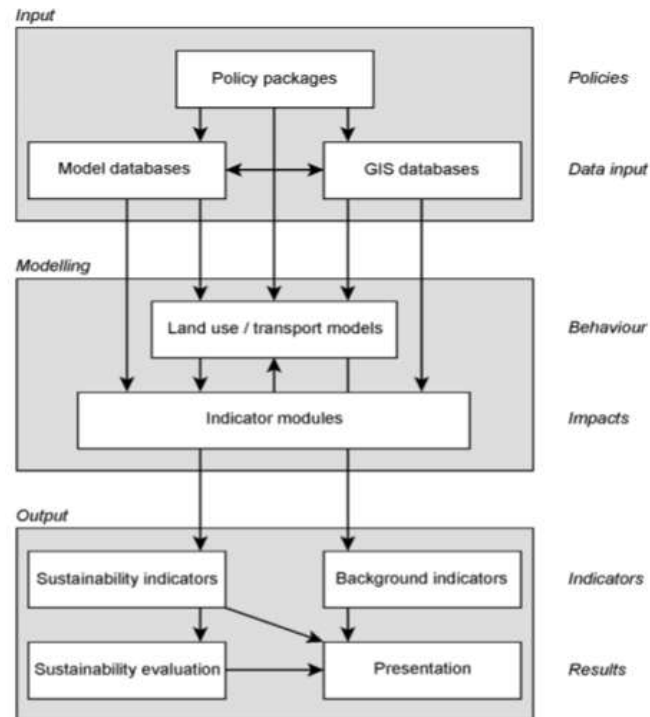 Input
Policy packages
Policies
Model databases
GIS databases
Data input
Modelling
Land use / transport models
Behaviour
Indicator modules
Impacts
Output
Sustainability indicators
Background indicators
Indicators
Sustainability evaluation
Presentation
Results